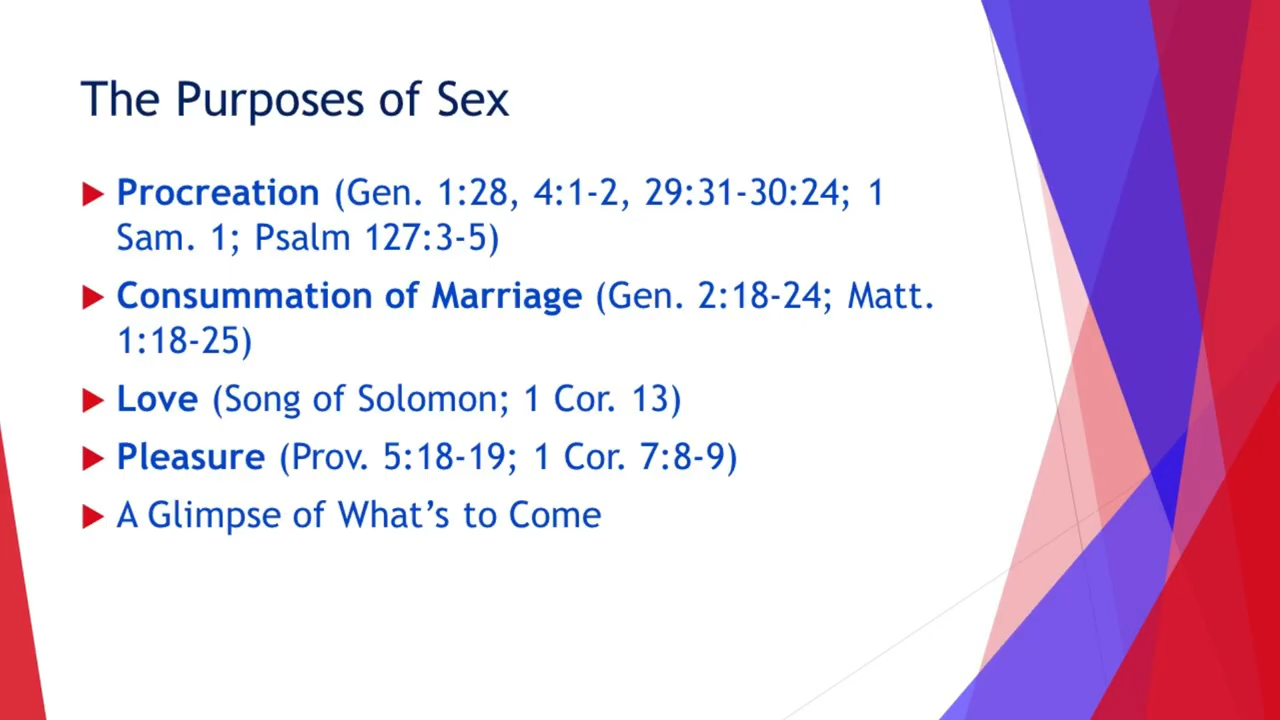 The Purposes of Sex
Procreation (Gen. 1:28, 4:1-2, 29:31-30:24; 1
Sam. 1; Psalm 127:3-5)
Consummation of Marriage (Gen. 2:18-24; Matt.
1:18-25)
Love (Song of Solomon; 1 Cor. 13)
Pleasure (Prov. 5:18-19; 1 Cor. 7:8-9)
A Glimpse of What’s to Come